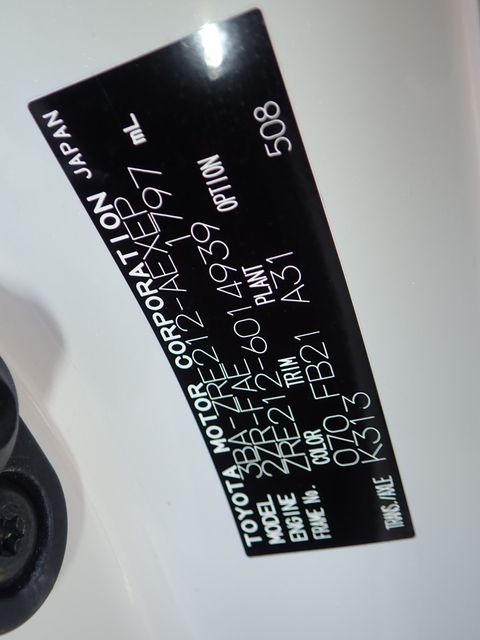 TOYOTA MOTOR CORPORATION JAPAN
MODEL 3BA-ZRE212-AEXEP
ENGINE 2ZR-FAE 1797 mL
FRAME No. ZRE212-6014939
COLOR TRIM PLANT OPTION
070 FB21 A31 508
TRANS./AXLE K313